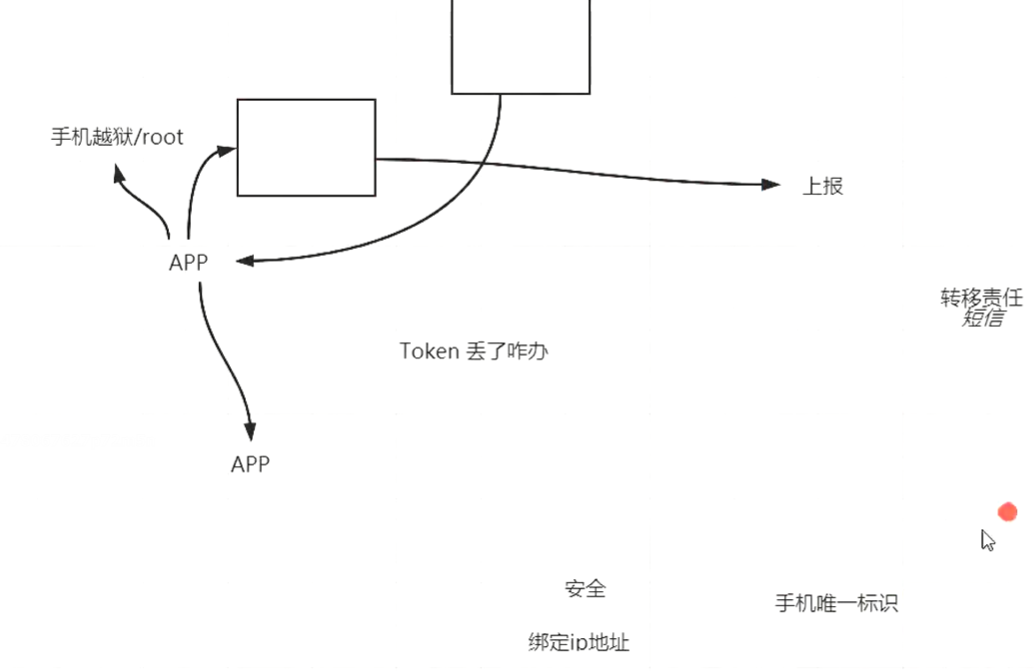 手机越狱/root
上报
APP
转移责任
短信
Token 丢了咋办
APP
安全
手机唯一标识
绑定ip地址